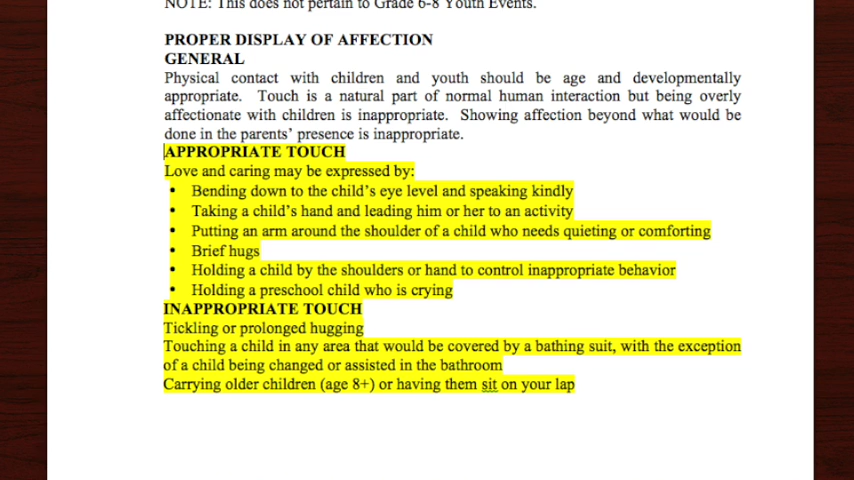 NOTE: This does not pertain to Grade 6-8 Youth Events.
PROPER DISPLAY OF AFFECTION
GENERAL
Physical contact with children and youth should be age and developmentally
appropriate. Touch is a natural part of normal human interaction but being overly
affectionate with children is inappropriate. Showing affection beyond what would be
done in the parents' presence is inappropriate.
APPROPRIATE TOUCH
Love and caring may be expressed by:
• Bending down to the child's eye level and speaking kindly
• Taking a child's hand and leading him or her to an activity
• Putting an arm around the shoulder of a child who needs quieting or comforting
• Brief hugs
• Holding a child by the shoulders or hand to control inappropriate behavior
• Holding a preschool child who is crying
INAPPROPRIATE TOUCH
Tickling or prolonged hugging
Touching a child in any area that would be covered by a bathing suit, with the exception
of a child being changed or assisted in the bathroom
Carrying older children (age 8+) or having them sit on your lap